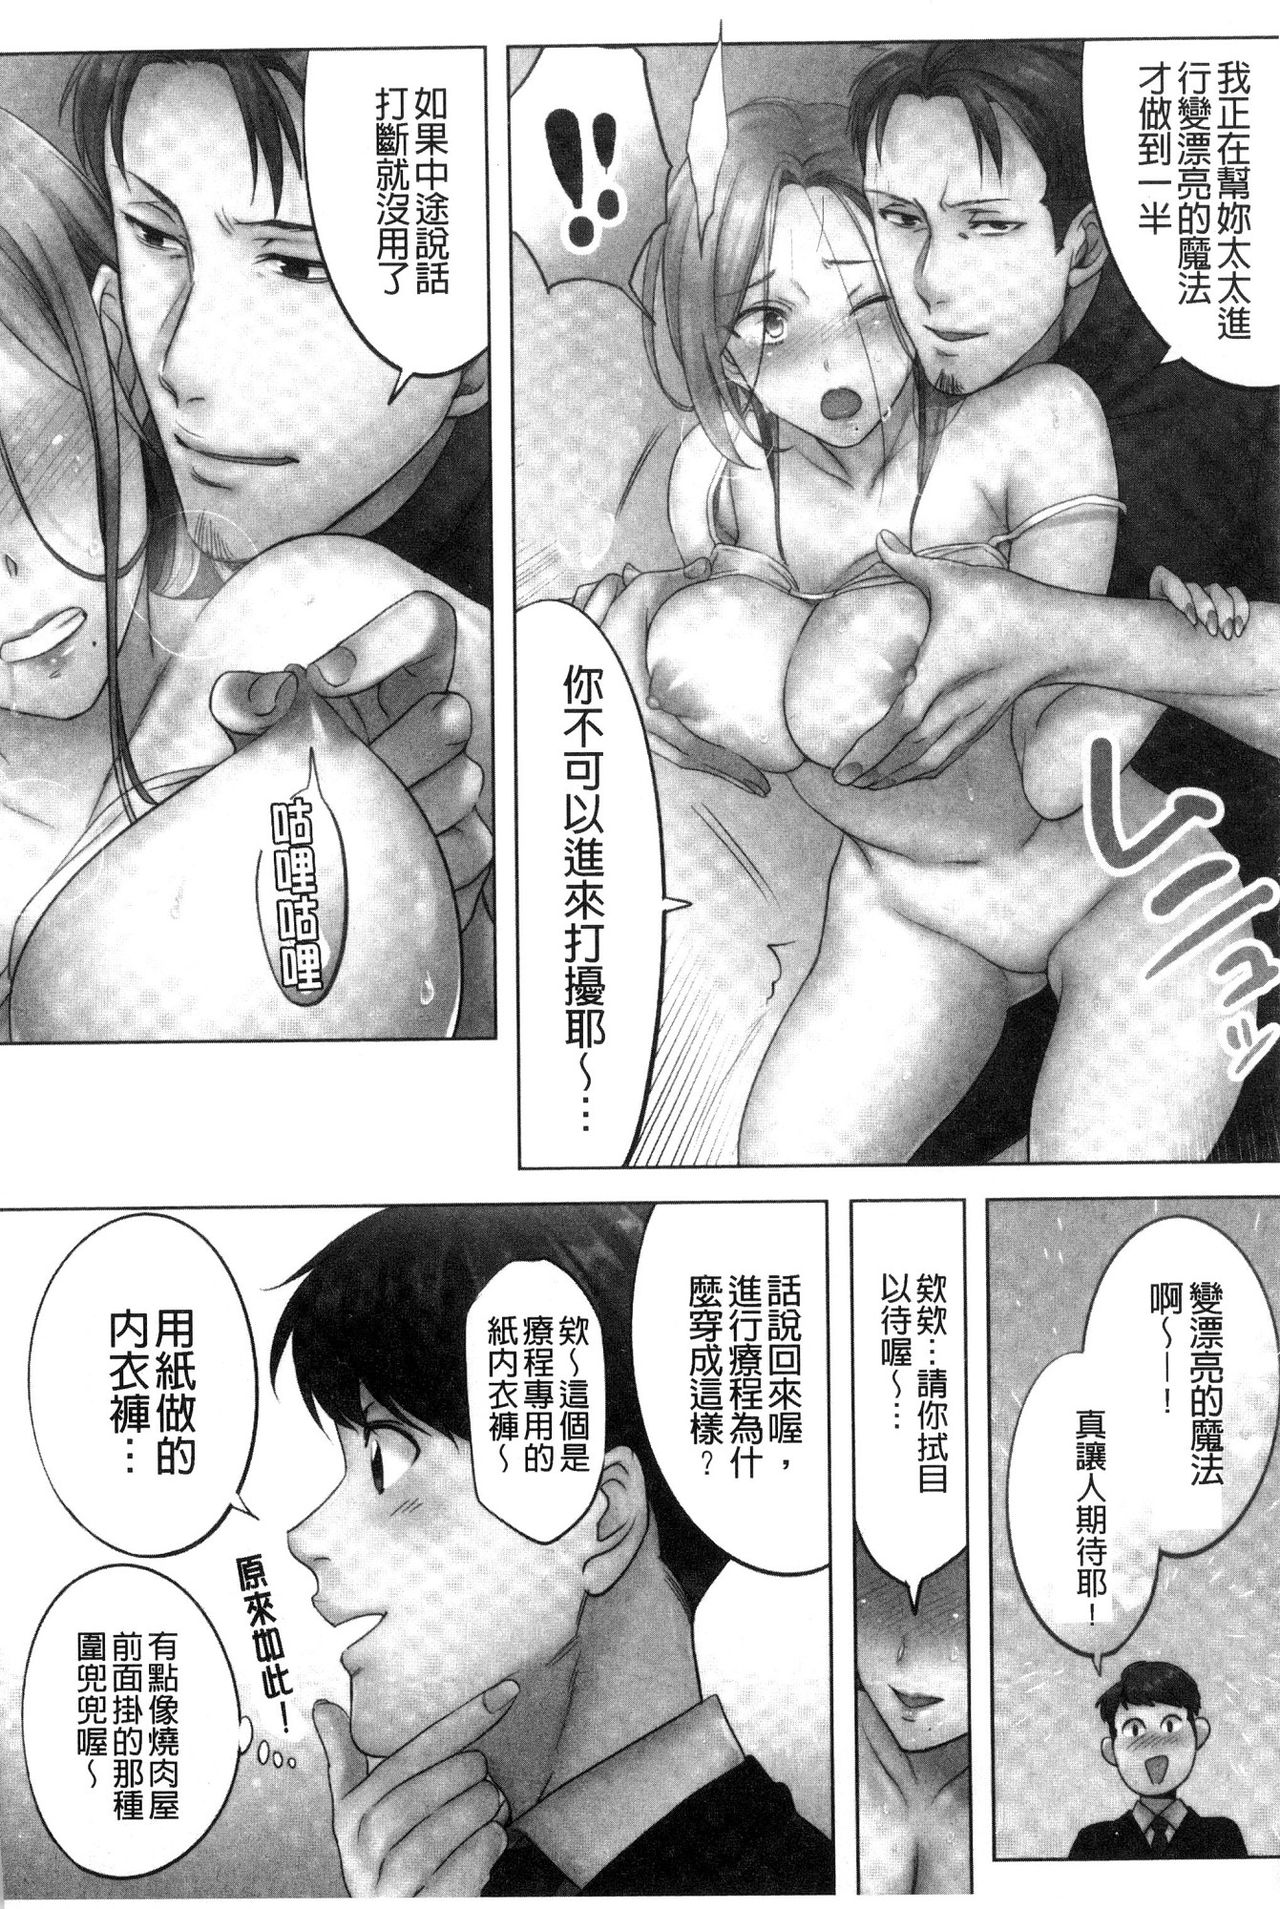 我正在幫妳太太進
行變漂亮的魔法
才做到一半
!!
你不可以進來打擾耶～…
如果中途說話
打斷就沒用了
咕哩咕哩
變漂亮的魔法
啊～—！
真讓人期待耶！
欸欸…請你拭目
以待喔～…
話說回來喔，
進行療程為什
麼穿成這樣？
欸～這個是
療程專用的
紙內衣褲～
用紙做的
內衣褲…
原來如此！
有點像燒肉屋
前面掛的那種
圍兜兜喔～